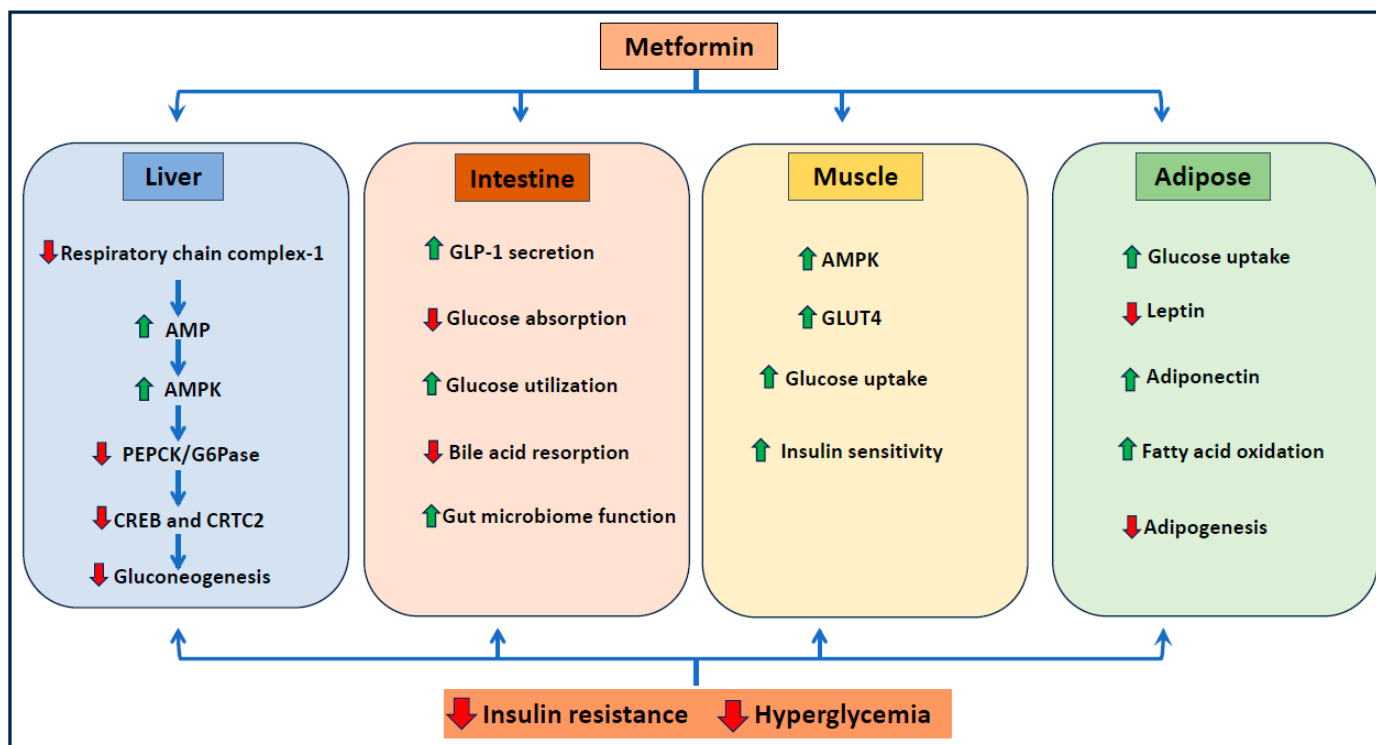 Metformin
Liver
Respiratory chain complex-1
AMP
AMPK
PEPCK/G6Pase
CREB and CRTC2
Gluconeogenesis
Intestine
GLP-1 secretion
Glucose absorption
Glucose utilization
Bile acid resorption
Gut microbiome function
Muscle
AMPK
GLUT4
Glucose uptake
Insulin sensitivity
Adipose
Glucose uptake
Leptin
Adiponectin
Fatty acid oxidation
Adipogenesis
Insulin resistance Hyperglycemia